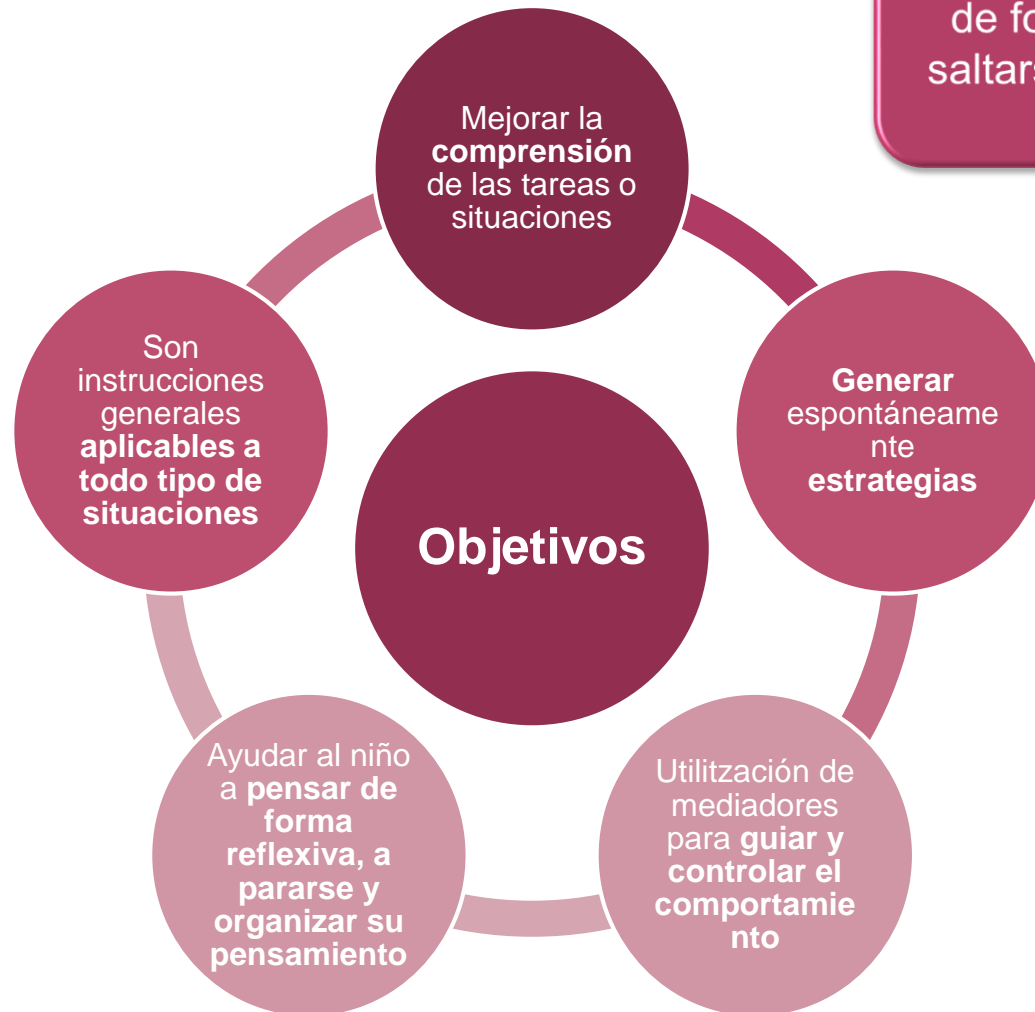 de fo
saltars
Mejorar la
comprensión
de las tareas o
situaciones
Generar
espontáneame
nte
estrategias
Utilitzación de
mediadores
para guiar y
controlar el
comportamie
nto
Ayudar al niño
a pensar de
forma
reflexiva, a
pararse y
organizar su
pensamiento
Son
instrucciones
generales
aplicables a
todo tipo de
situaciones
Objetivos